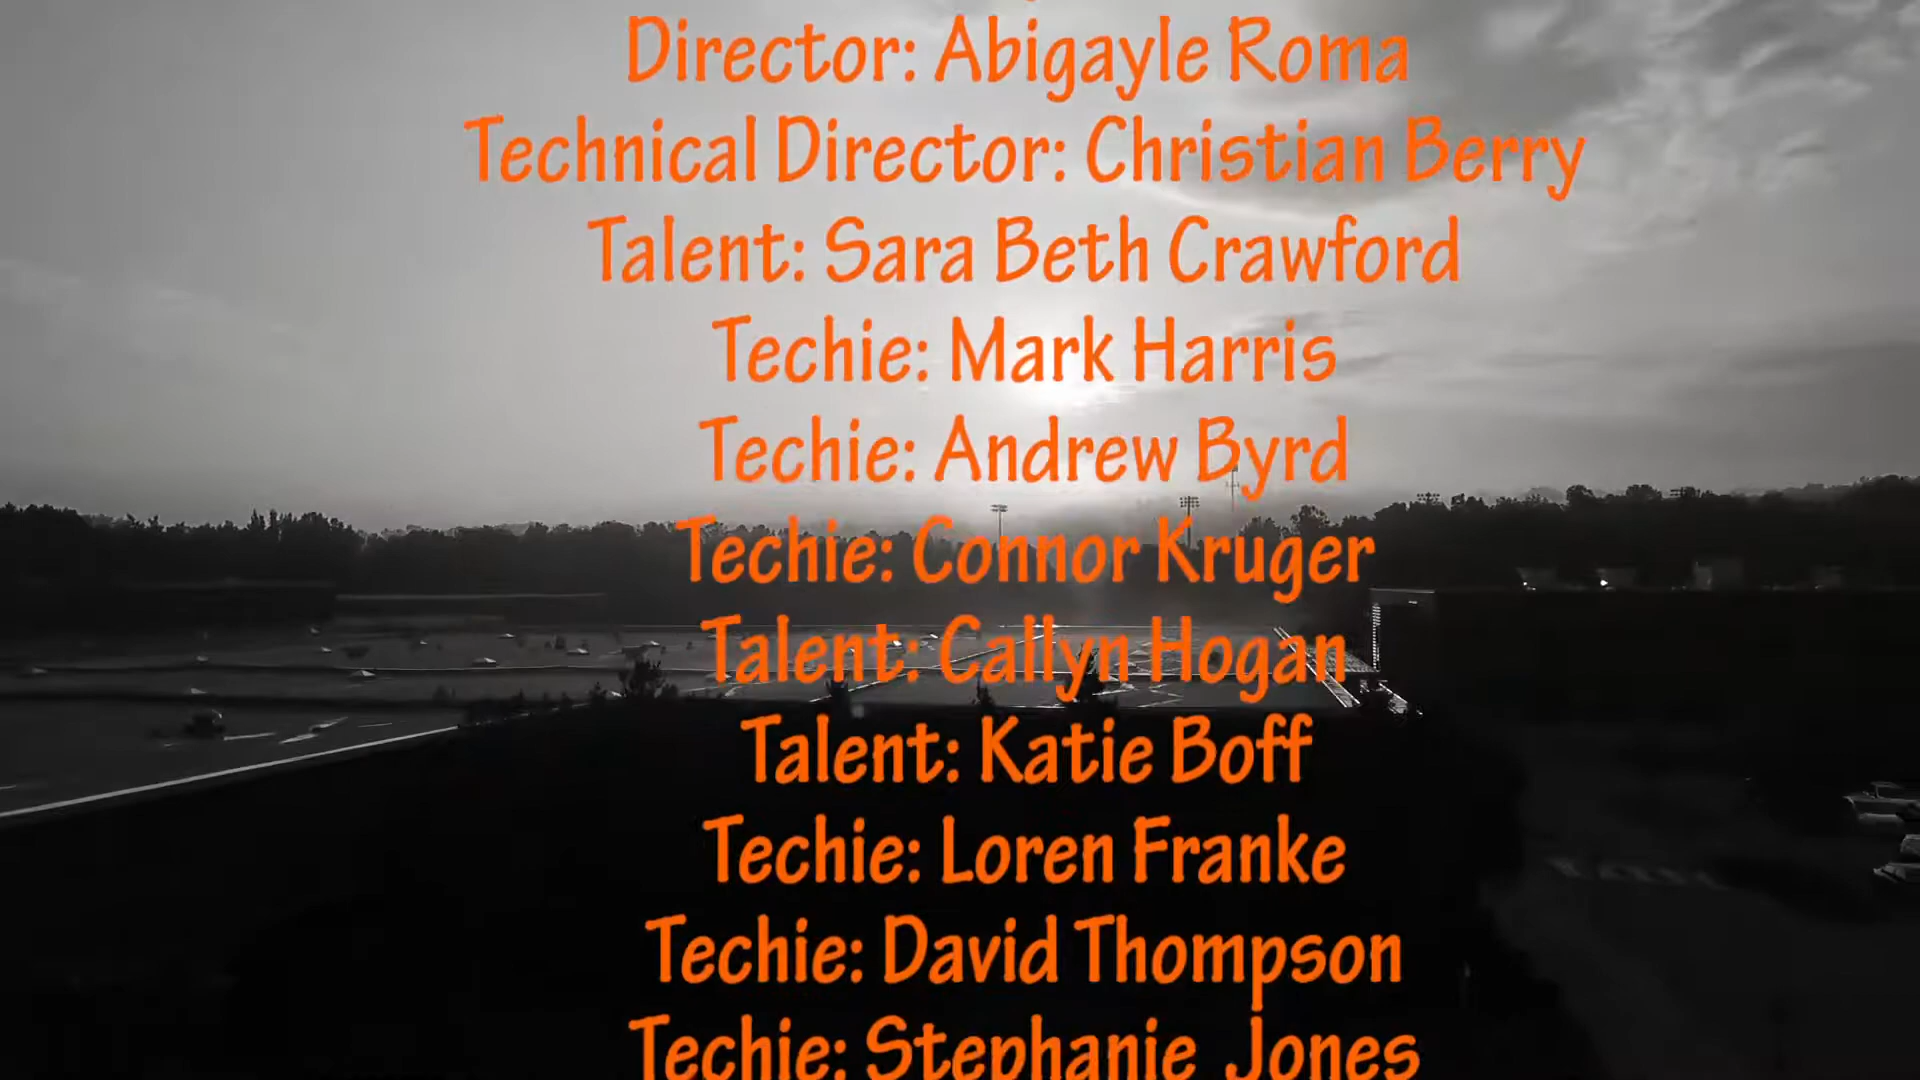 Director: Abigayle Roma
Technical Director: Christian Berry
Talent: Sara Beth Crawford
Techie: Mark Harris
Techie: Andrew Byrd
Techie: Connor Kruger
Talent: Callyn Hogan
Talent: Katie Boff
Techie: Loren Franke
Techie: David Thompson
Techie: Stephanie Jones